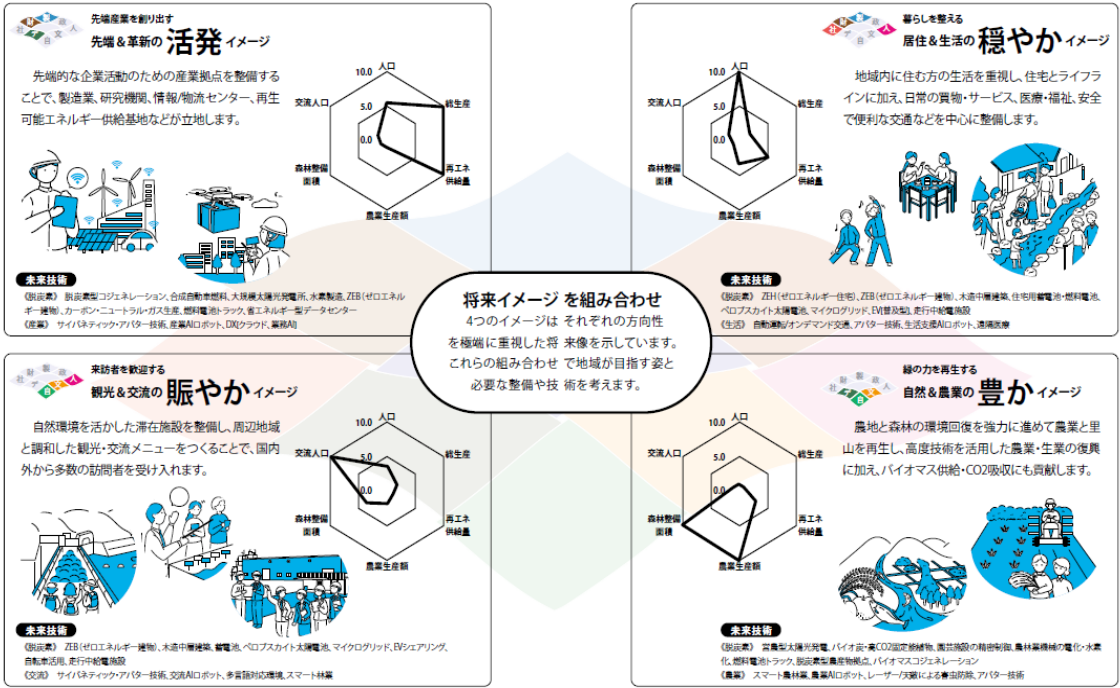 先端産業を創り出す
先端＆革新の 活発 イメージ
先端的な企業活動のための産業拠点を整備する
ことで、製造業、研究機関、情報/物流センター、再生
可能エネルギー供給基地などが立地します。
人口
10.0
交流人口
5.0
総生産
0.0
森林整備
面積
再エネ
供給量
農業生産額
未来技術
《脱炭素》 脱炭素型コジェネレーション、合成自動車燃料、大規模太陽光発電所、水素製造、ZEB（ゼロエネル
ギー建物）、カーボン・ニュートラル・ガス生産、燃料電池トラック、省エネルギー型データセンター
《産業》 サイバネティック・アバター技術、産業AIロボット、DX（クラウド、業務AI）
暮らしを整える
居住＆生活の 穏やか イメージ
地域内に住む方の生活を重視し、住宅とライフラ
インに加え、日常の買物・サービス、医療・福祉、安全
で便利な交通などを中心に整備します。
人口
10.0
交流人口
5.0
総生産
0.0
森林整備
面積
再エネ
供給量
農業生産額
未来技術
《脱炭素》 ZEH（ゼロエネルギー住宅）、ZEB（ゼロエネルギー建物）、木造中層建築、住宅用蓄電池・燃料電池、
ペロブスカイト太陽電池、マイクログリッド、EV（普及型）、走行中給電施設
《生活》 自動運転/オンデマンド交通、アバター技術、生活支援AIロボット、遠隔医療
将来イメージ を組み合わせ
4つのイメージは それぞれの方向性
を極端に重視した将 来像を示しています。
これらの組み合わせ で地域が目指す姿と
必要な整備や技 術を考えます。
来訪者を歓迎する
観光＆交流の 賑やか イメージ
自然環境を活かした滞在施設を整備し、周辺地域
と調和した観光・交流メニューをつくることで、国内
外から多数の訪問者を受け入れます。
人口
10.0
交流人口
5.0
総生産
0.0
森林整備
面積
再エネ
供給量
農業生産額
未来技術
《脱炭素》 ZEB（ゼロエネルギー建物）、木造中層建築、蓄電池、ペロブスカイト太陽電池、マイクログリッド、EVシェアリング、
自転車活用、走行中給電施設
《交流》 サイバネティック・アバター技術、交流AIロボット、多言語対応環境、スマート林業
緑の力を再生する
自然＆農業の 豊か イメージ
農地と森林の環境回復を強力に進めて農業と里
山を再生し、高度技術を活用した農業・生業の復興
に加え、バイオマス供給・CO2吸収にも貢献します。
人口
10.0
交流人口
5.0
総生産
0.0
森林整備
面積
再エネ
供給量
農業生産額
未来技術
《脱炭素》 営農型太陽光発電、バイオ炭・高CO2固定能植物、園芸施設の精密制御、農林業機械の電化・水素
化、燃料電池トラック、脱炭素型農産物拠点、バイオマスコジェネレーション
《農業》 スマート農林業、農業AIロボット、レーザー/天敵による害虫防除、アバター技術